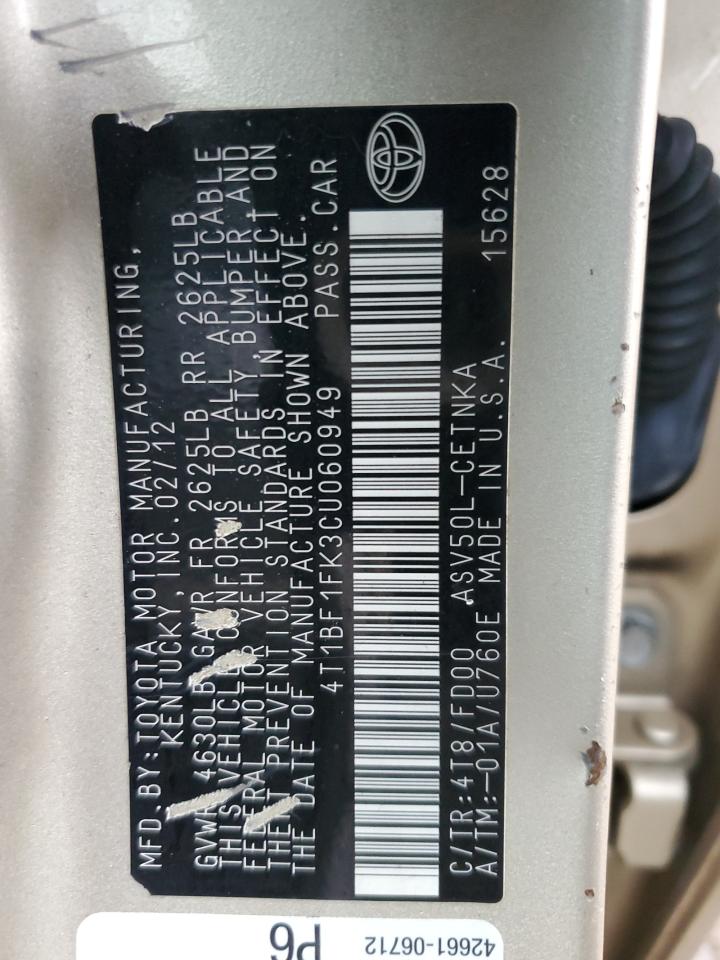 MFD.BY:TOYOTA MOTOR MANUFACTURING,
KENTUCKY,INC. 02/12
GVWR 4630LB GAWR FR 2625LB RR 2625LB
THIS VEHICLE CONFORMS TO ALL APPLICABLE
FEDERAL MOTOR VEHICLE SAFETY,BUMPER,AND
THEFT PREVENTION STANDARDS IN EFFECT ON
THE DATE OF MANUFACTURE SHOWN ABOVE.
4T1BF1FK3CU060949 PASS.CAR
C/TR:4T8/FD00 ASV50L-CETNKA
A/TM:-01A/U760E MADE IN U.S.A. 15628
P6
42661-06712